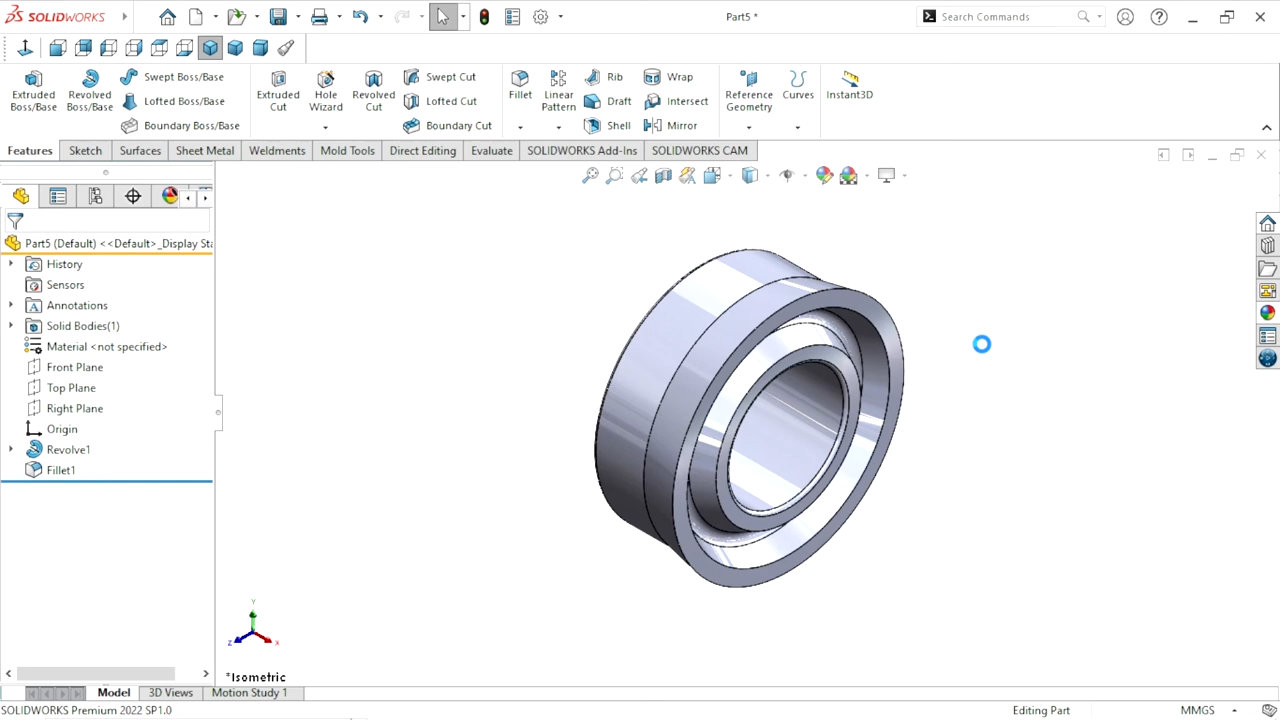 SOLIDWORKS
Part5 *
Search Commands
Extruded Boss/Base
Revolved Boss/Base
Swept Boss/Base
Lofted Boss/Base
Boundary Boss/Base
Extruded Cut
Hole Wizard
Revolved Cut
Swept Cut
Lofted Cut
Boundary Cut
Fillet
Linear Pattern
Rib
Draft
Shell
Wrap
Intersect
Mirror
Reference Geometry
Curves
Instant3D
Features
Sketch
Surfaces
Sheet Metal
Weldments
Mold Tools
Direct Editing
Evaluate
SOLIDWORKS Add-Ins
SOLIDWORKS CAM
Part5 (Default) <<Default>_Display Sta
History
Sensors
Annotations
Solid Bodies(1)
Material <not specified>
Front Plane
Top Plane
Right Plane
Origin
Revolve1
Fillet1
Y
Z
X
*Isometric
Model
3D Views
Motion Study 1
SOLIDWORKS Premium 2022 SP1.0
Editing Part
MMGS